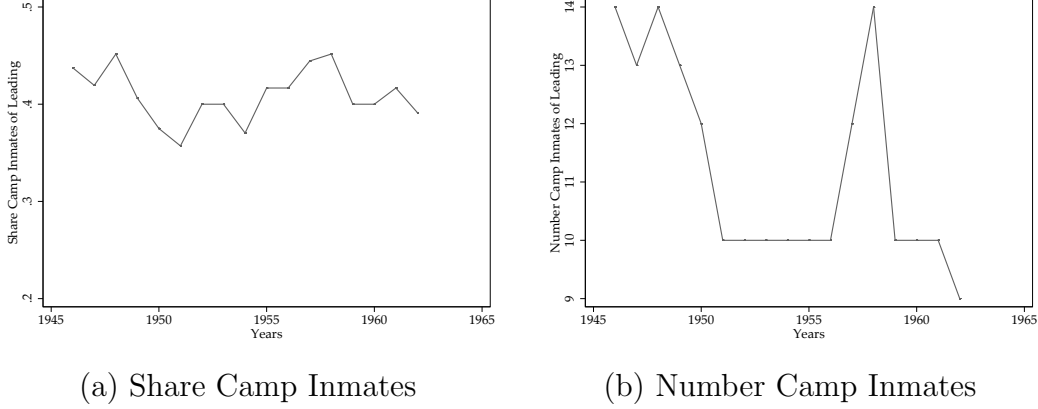 Share Camp Inmates of Leading
.5
.4
.3
.2
1945 1950 1955 1960 1965
Years
(a) Share Camp Inmates
Number Camp Inmates of Leading
14
13
12
11
10
9
1945 1950 1955 1960 1965
Years
(b) Number Camp Inmates